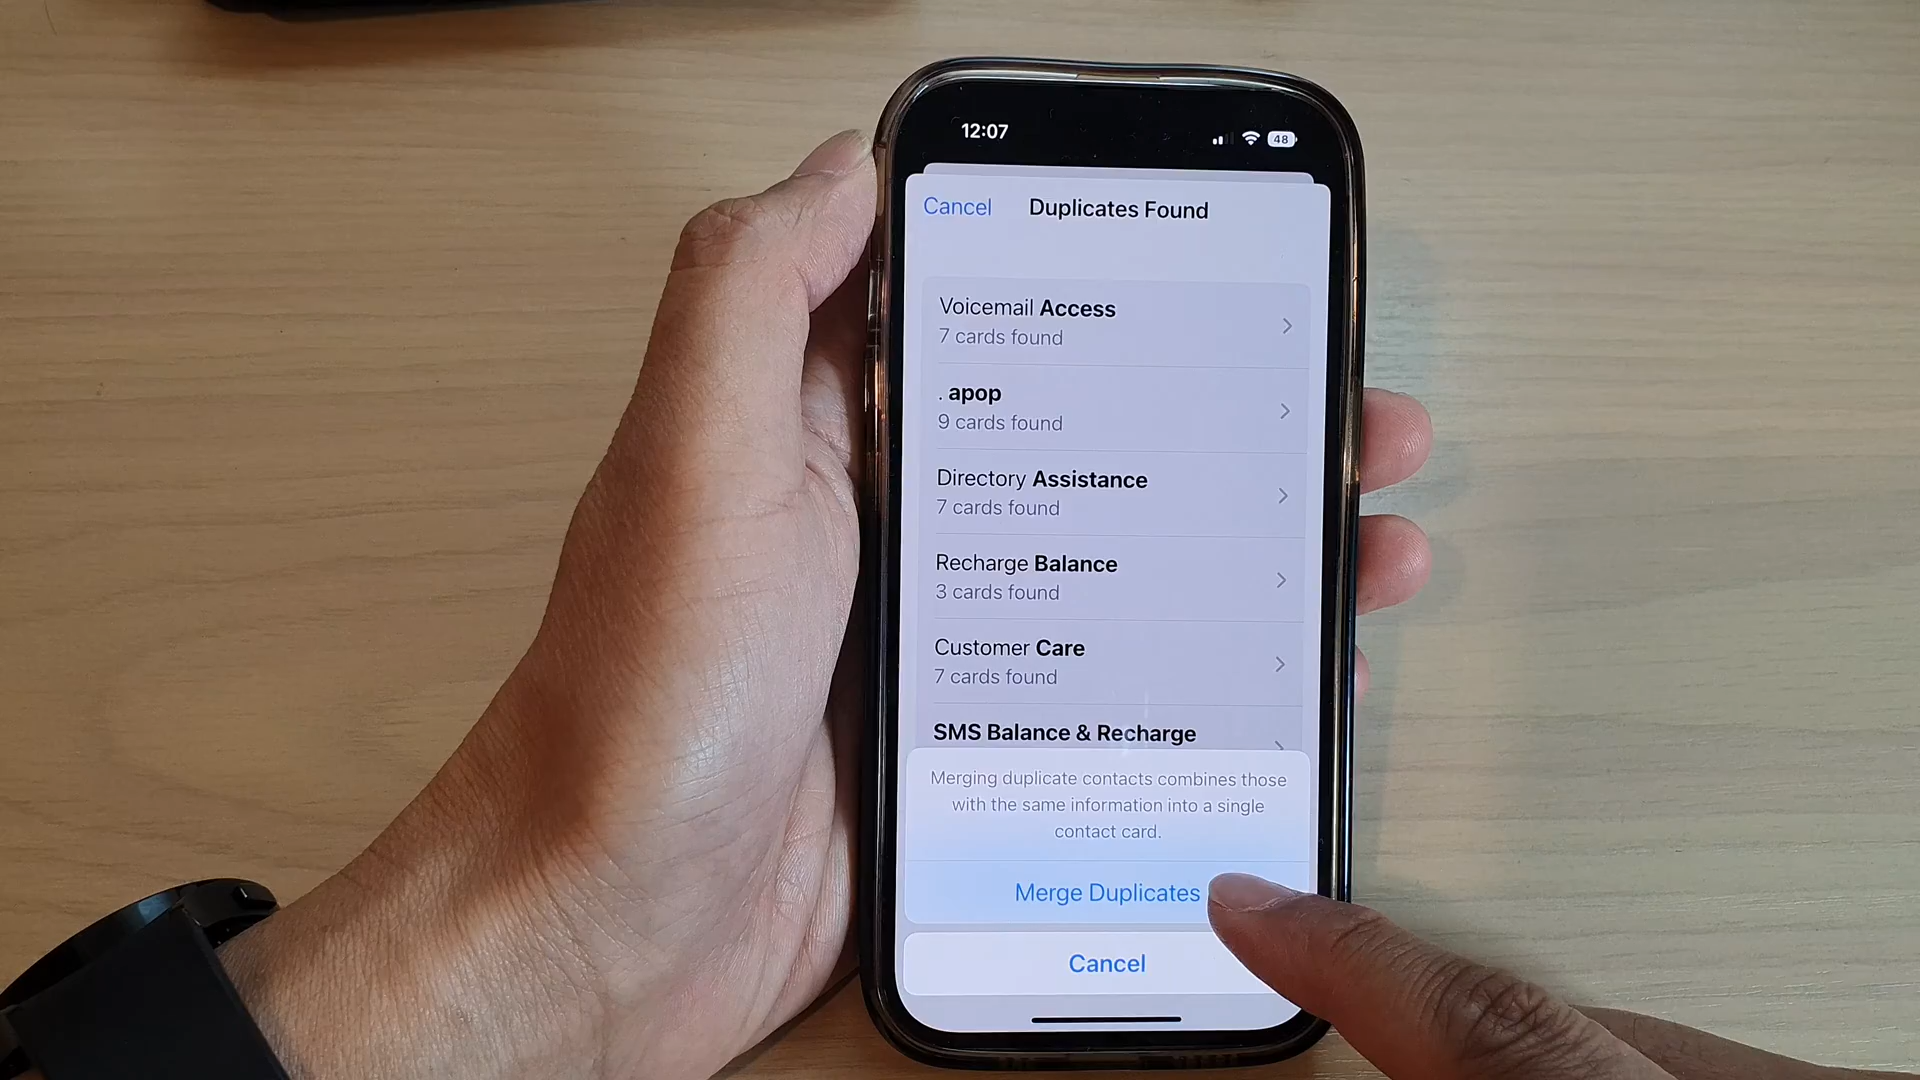 12:07
48
Cancel Duplicates Found
Voicemail Access
7 cards found
. apop
9 cards found
Directory Assistance
7 cards found
Recharge Balance
3 cards found
Customer Care
7 cards found
SMS Balance & Recharge
Merging duplicate contacts combines those
with the same information into a single
contact card.
Merge Duplicates
Cancel